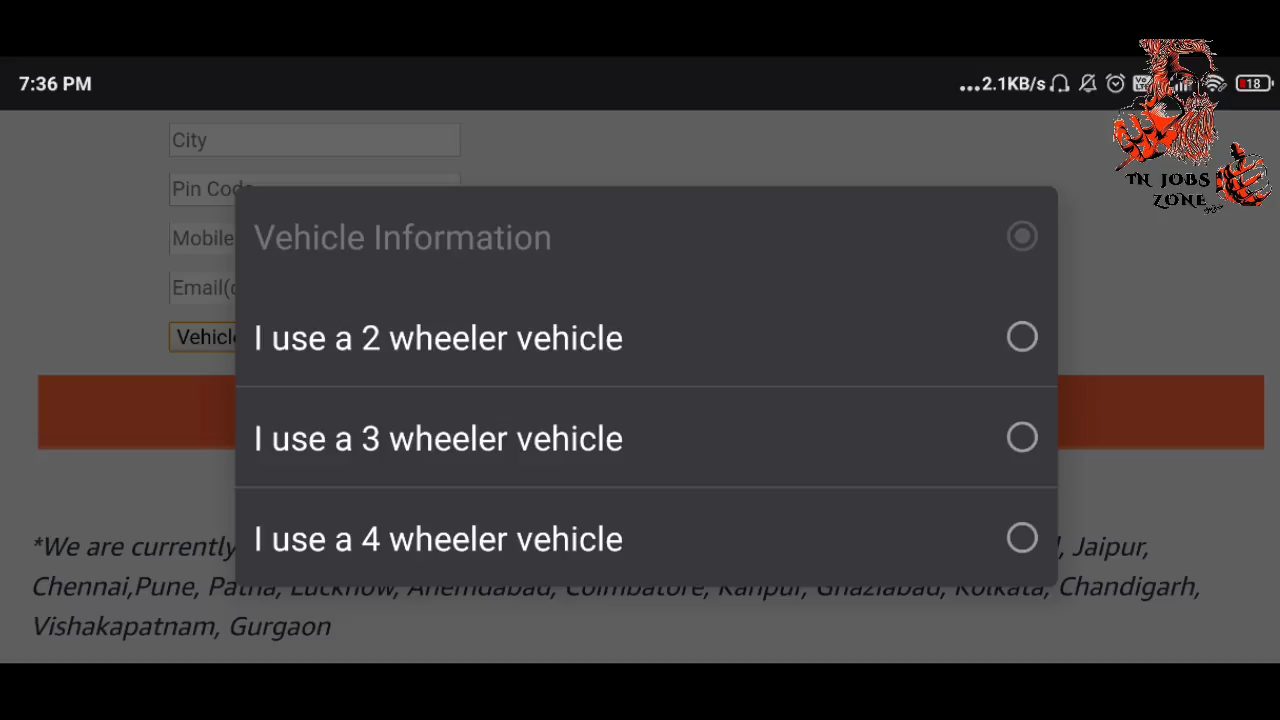 7:36 PM
...2.1KB/s
18
TN JOBS
ZONE
City
Pin Code
Mobile
Vehicle Information
Email(
Vehicle
I use a 2 wheeler vehicle
I use a 3 wheeler vehicle
I use a 4 wheeler vehicle
*We are currently Jaipur,
Chennai,Pune, Patna, Lucknow, Ahemdabad, Coimbatore, Kanpur, Ghaziabad, Kolkata, Chandigarh,
Vishakapatnam, Gurgaon